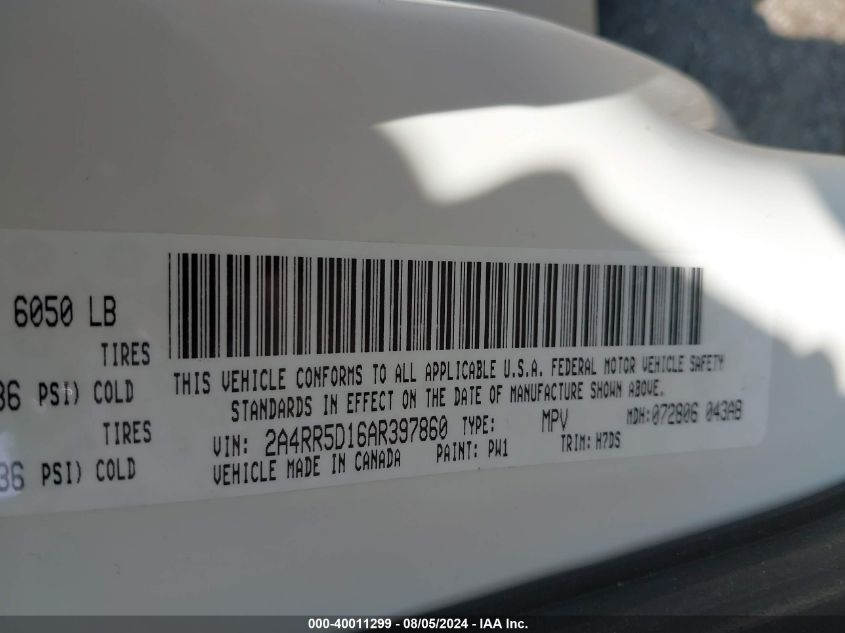 6050 LB
TIRES
36 PSI) COLD
TIRES
36 PSI) COLD
THIS VEHICLE CONFORMS TO ALL APPLICABLE U.S.A. FEDERAL MOTOR VEHICLE SAFETY
STANDARDS IN EFFECT ON THE DATE OF MANUFACTURE SHOWN ABOVE.
VIN: 2A4RR5D16AR397860 TYPE: MPV MDH:072806 043AB
VEHICLE MADE IN CANADA PAINT: PW1 TRIM: H7DS
000-40011299 - 08/05/2024 - IAA Inc.